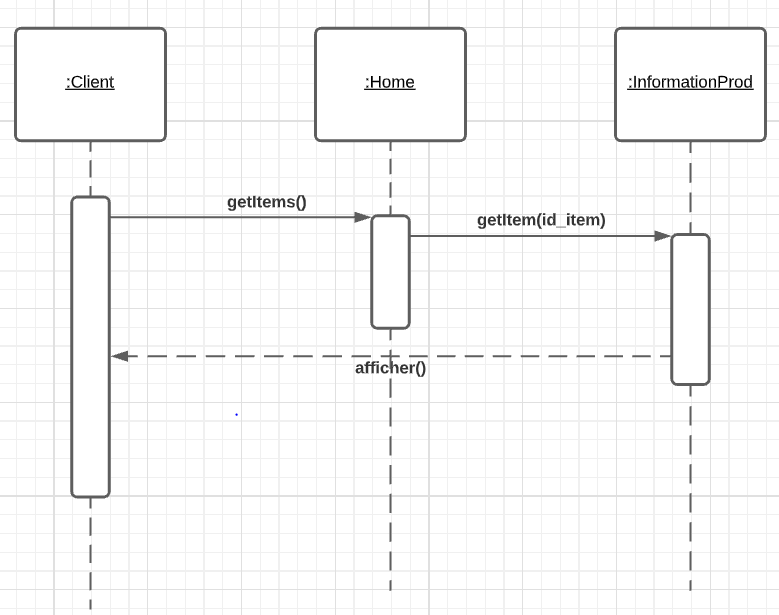 :Client
:Home
:InformationProd
getItems()
getItem(id_item)
afficher()